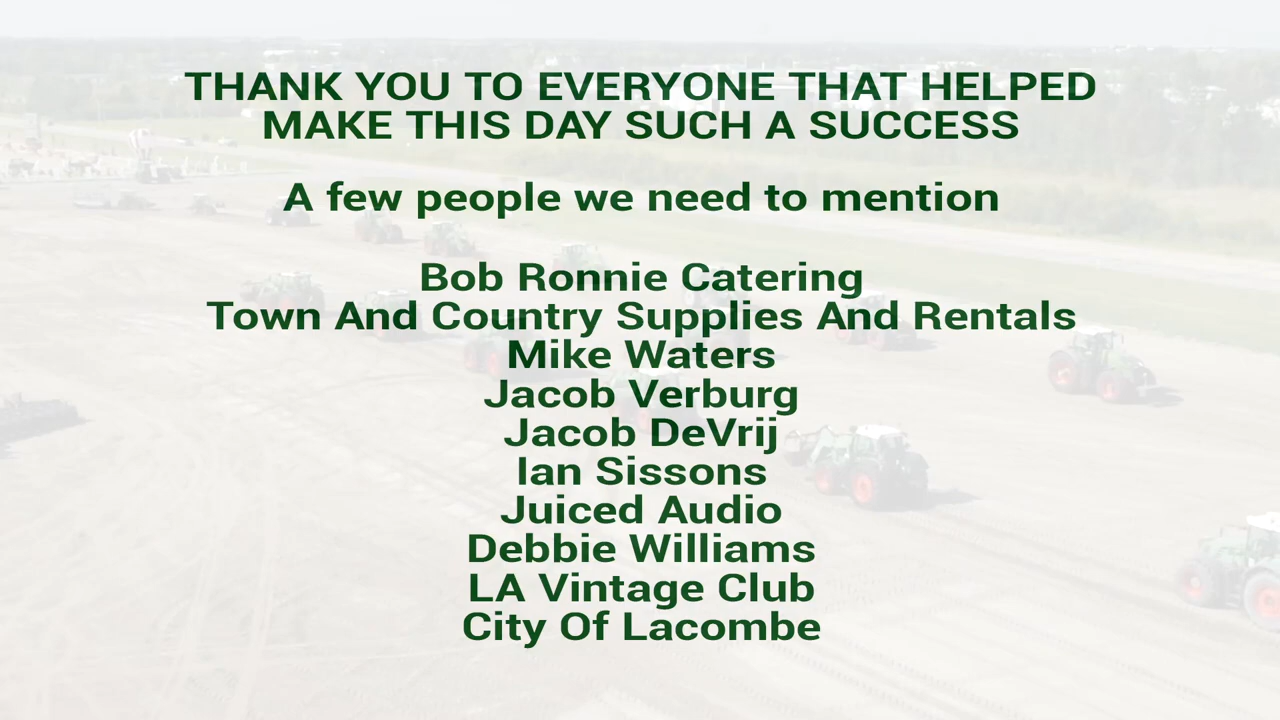 THANK YOU TO EVERYONE THAT HELPED
MAKE THIS DAY SUCH A SUCCESS
A few people we need to mention
Bob Ronnie Catering
Town And Country Supplies And Rentals
Mike Waters
Jacob Verburg
Jacob DeVrij
Ian Sissons
Juiced Audio
Debbie Williams
LA Vintage Club
City Of Lacombe